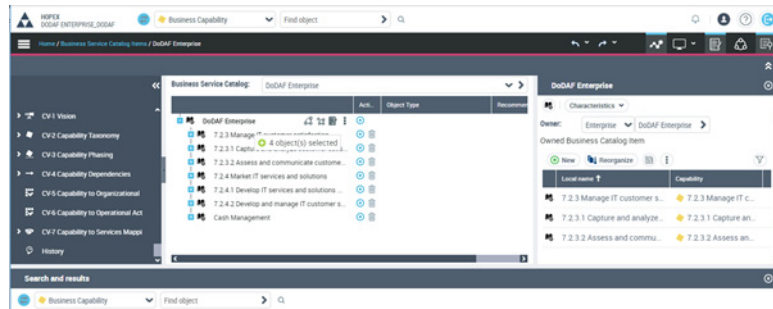 HOPEX
DODAF ENTERPRISE_DODAF
Business Capability
Find object
Home / Business Service Catalog Items / DoDAF Enterprise
Business Service Catalog: DoDAF Enterprise
Acti... Object Type Recommen
DoDAF Enterprise
7.2.3 Manage IT customer satisfaction
4 object(s) selected
7.2.3.1 Captu
7.2.3.2 Assess and communicate custome...
7.2.4 Market IT services and solutions
7.2.4.1 Develop IT services and solutions ...
7.2.4.2 Develop and manage IT customer s...
Cash Management
CV-1 Vision
CV-2 Capability Taxonomy
CV-3 Capability Phasing
CV-4 Capability Dependencies
CV-5 Capability to Organizational
CV-6 Capability to Operational Act
CV-7 Capability to Services Mappi
History
DoDAF Enterprise
Characteristics
Owner: Enterprise DoDAF Enterprise
Owned Business Catalog Item
New Reorganize
Local name Capability
7.2.3 Manage IT customer s... 7.2.3 Manage IT c...
7.2.3.1 Capture and analyze... 7.2.3.1 Capture an...
7.2.3.2 Assess and commu... 7.2.3.2 Assess an...
Search and results
Business Capability
Find object